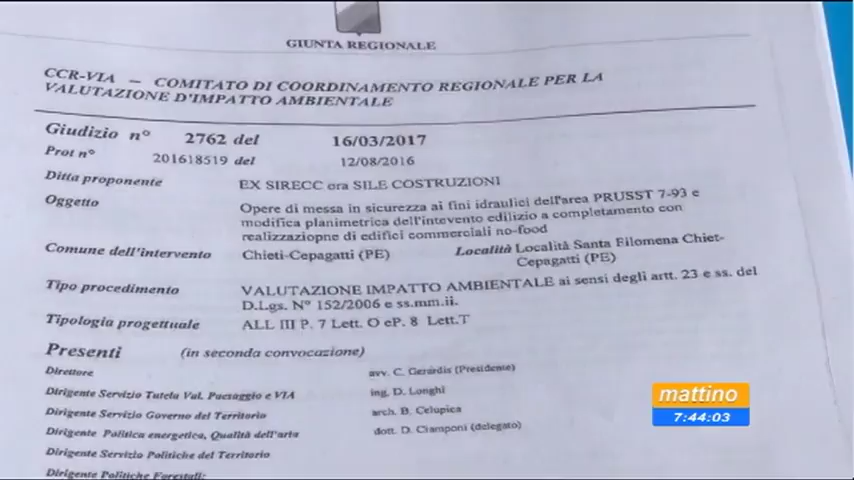 GIUNTA REGIONALE
CCR-VIA — COMITATO DI COORDINAMENTO REGIONALE PER LA
VALUTAZIONE D'IMPATTO AMBIENTALE
Giudizio n° 2762 del 16/03/2017
Prot n° 201618519 del 12/08/2016
Ditta proponente EX SIRECC ora SILE COSTRUZIONI
Oggetto Opere di messa in sicurezza ai fini idraulici dell'area PRUSST 7-93 e
modifica planimetrica dell'intevento edilizio a completamento con
realizzaziopne di edifici commerciali no-food
Comune dell'intervento Chieti-Cepagatti (PE) Località Località Santa Filomena Chiet-
Cepagatti (PE)
Tipo procedimento VALUTAZIONE IMPATTO AMBIENTALE ai sensi degli artt. 23 e ss. del
D.Lgs. N° 152/2006 e ss.mm.ii.
Tipologia progettuale ALL III P. 7 Lett. O eP. 8 Lett.T
Presenti (in seconda convocazione)
Direttore avv. C. Gerardis (Presidente)
Dirigente Servizio Tutela Val. Paesaggio e VIA ing. D. Longhi
Dirigente Servizio Governo del Territorio arch. B. Celupica
Dirigente Politica energetica, Qualità dell'aria dott. D. Ciamponi (delegato)
Dirigente Servizio Politiche del Territorio
Dirigente Politiche Forestali:
mattino
7:44:03